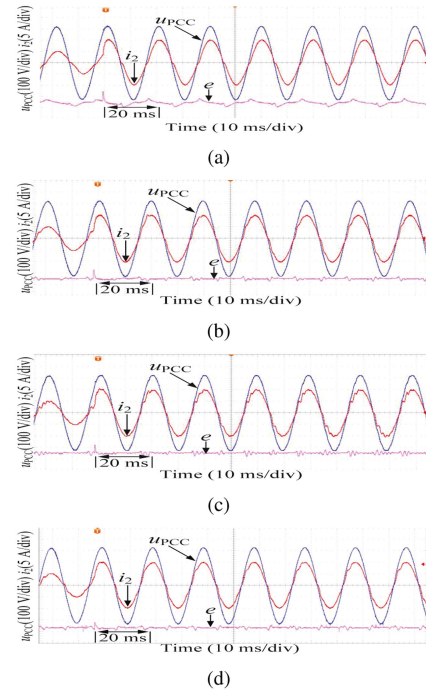 u_PCC(100 V/div) i_2(5 A/div)
u_PCC
i_2
e
20 ms
Time (10 ms/div)
(a)
u_PCC(100 V/div) i_2(5 A/div)
u_PCC
i_2
e
20 ms
Time (10 ms/div)
(b)
u_PCC(100 V/div) i_2(5 A/div)
u_PCC
i_2
e
20 ms
Time (10 ms/div)
(c)
u_PCC(100 V/div) i_2(5 A/div)
u_PCC
i_2
e
20 ms
Time (10 ms/div)
(d)